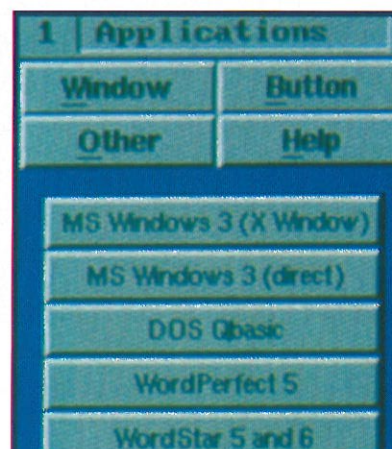 1 Applications
Window Button
Other Help
MS Windows 3 (X Window)
MS Windows 3 (direct)
DOS Qbasic
WordPerfect 5
WordStar 5 and 6